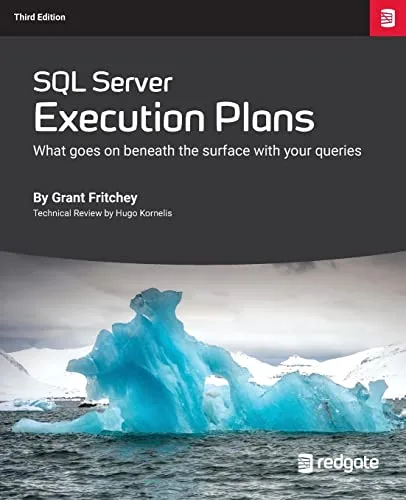 Third Edition
SQL Server
Execution Plans
What goes on beneath the surface with your queries
By Grant Fritchey
Technical Review by Hugo Kornelis
redgate